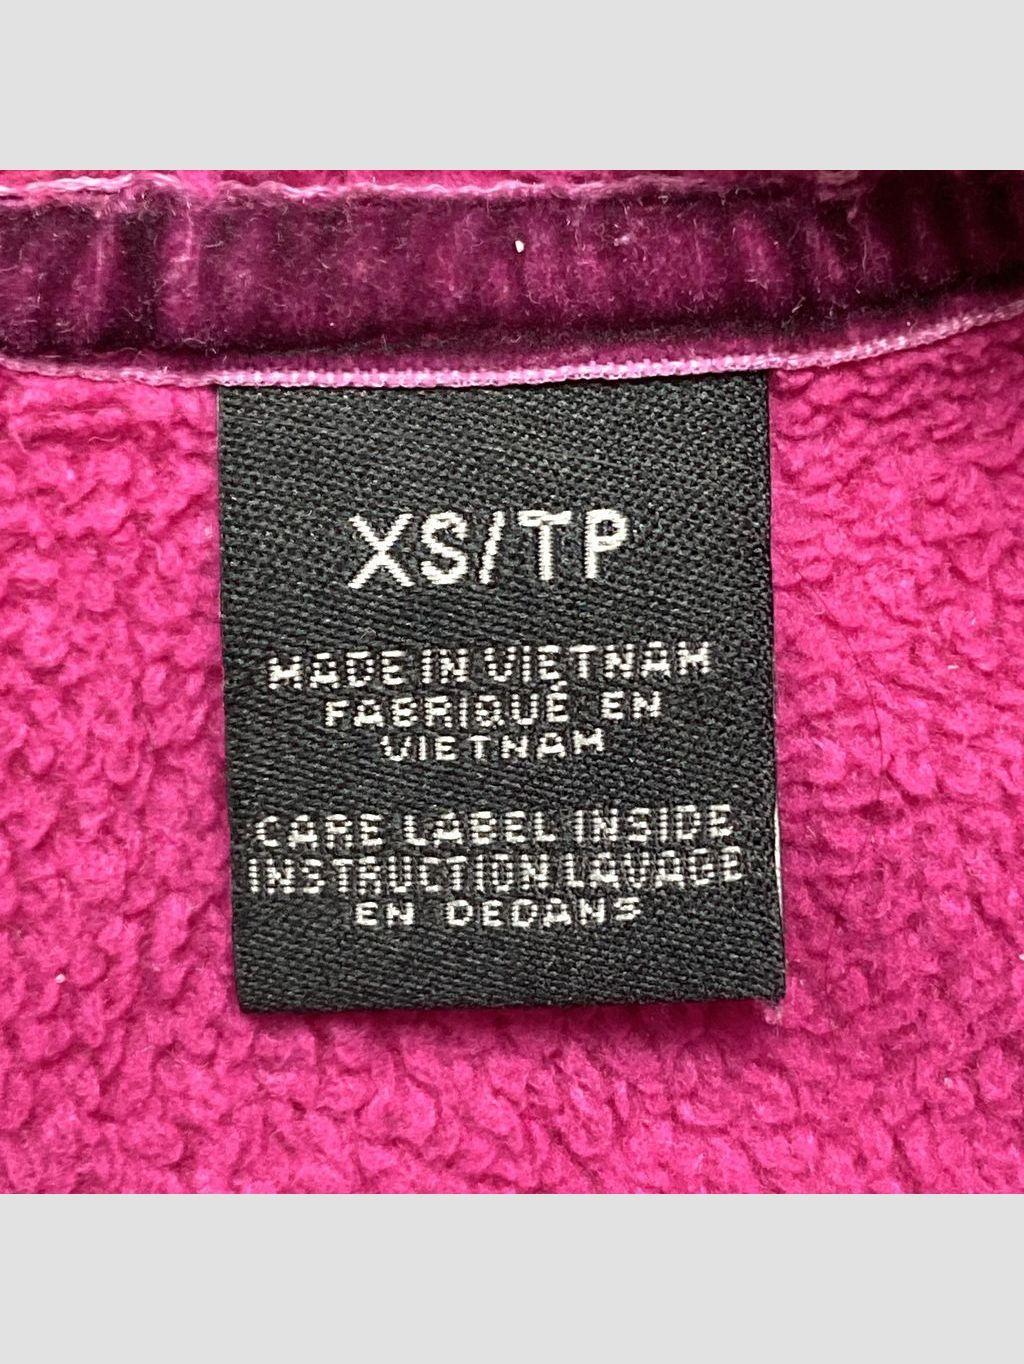 XS/TP
MADE IN VIETNAM
FABRIQUÉ EN
VIETNAM
CARE LABEL INSIDE
INSTRUCTION LAVAGE
EN DEDANS